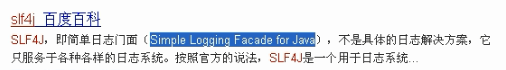 slf4j_百度百科
SLF4J，即简单日志门面（Simple Logging Facade for Java），不是具体的日志解决方案，它
只服务于各种各样的日志系统。按照官方的说法，SLF4J是一个用于日志系统...